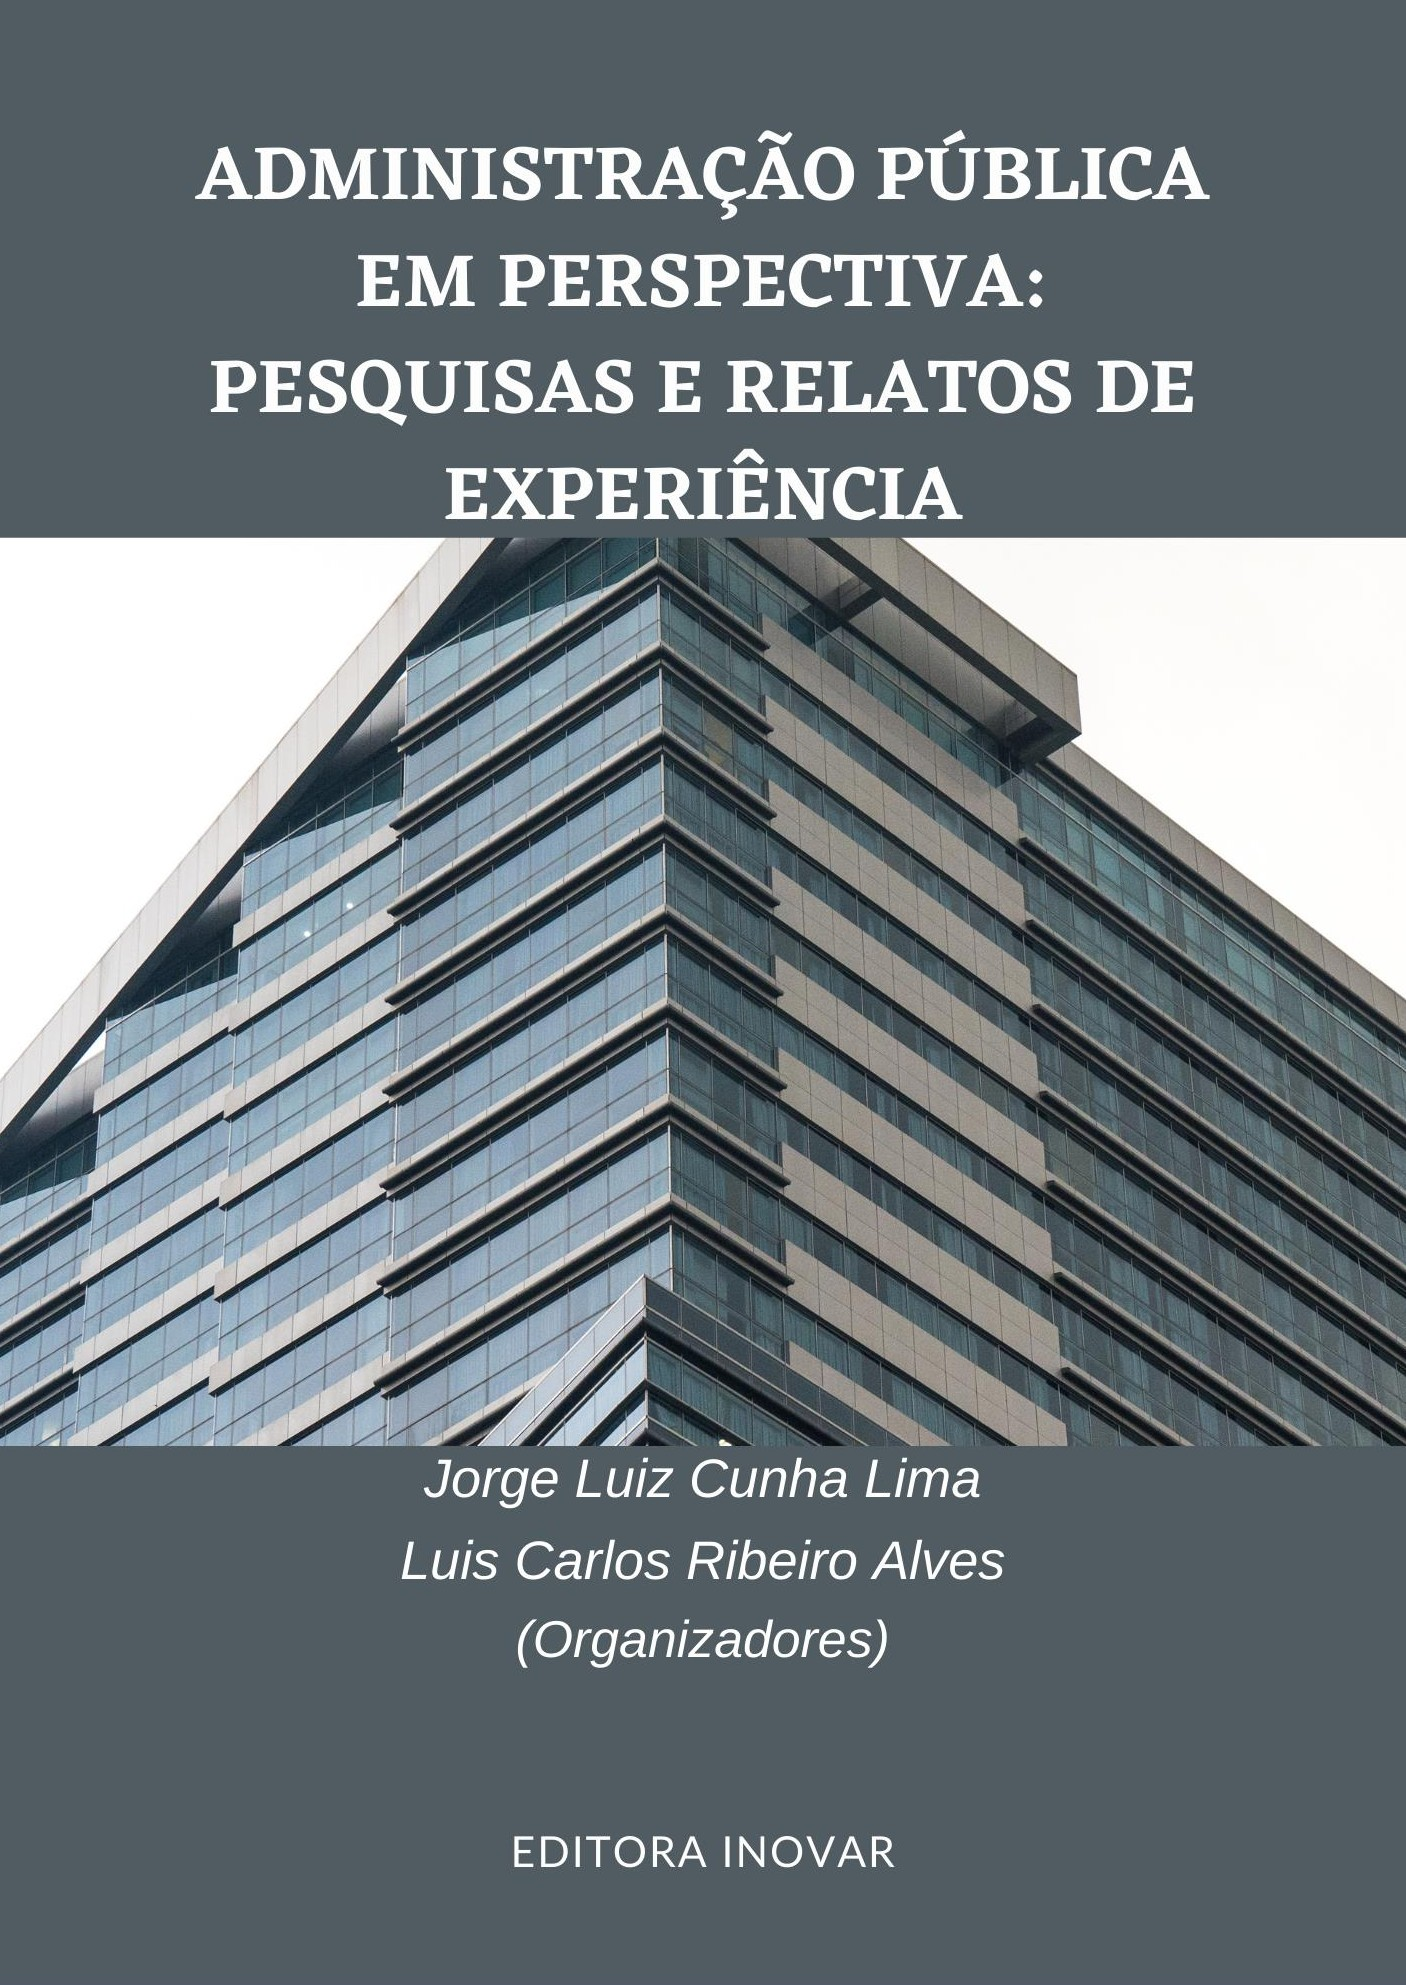 ADMINISTRAÇÃO PÚBLICA
EM PERSPECTIVA:
PESQUISAS E RELATOS DE
EXPERIÊNCIA
Jorge Luiz Cunha Lima
Luis Carlos Ribeiro Alves
(Organizadores)
EDITORA INOVAR